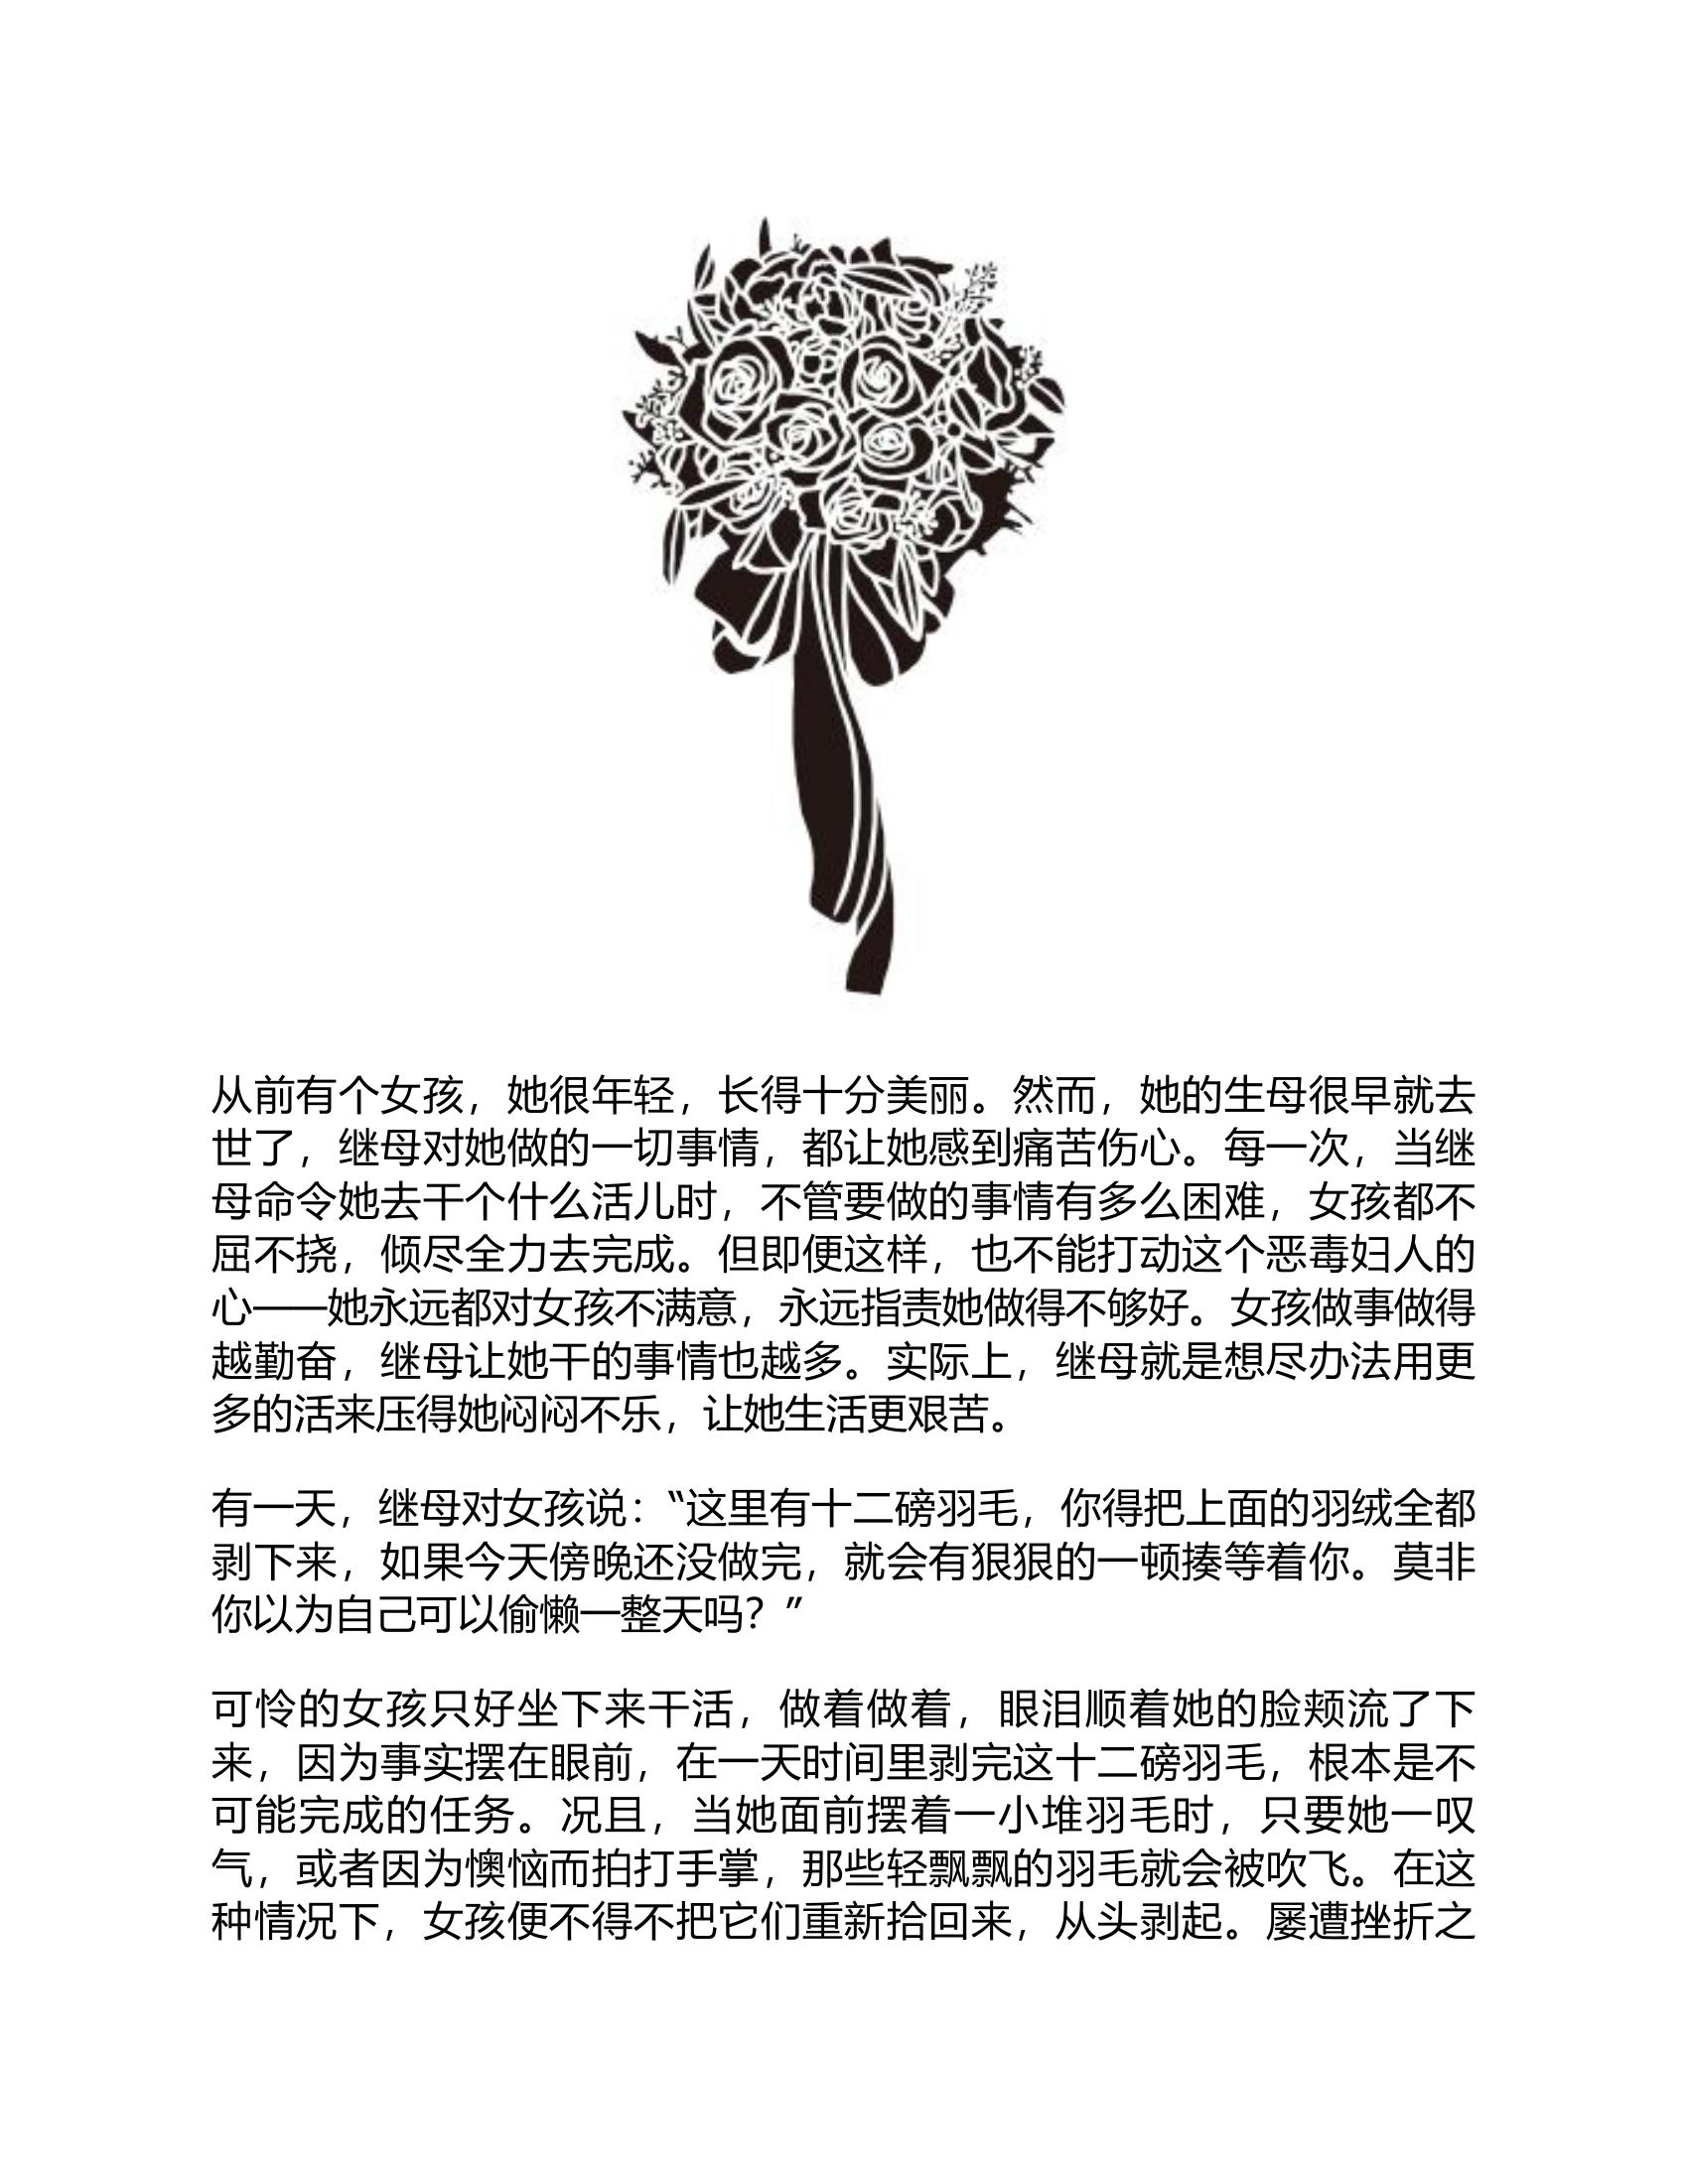 从前有个女孩，她很年轻，长得十分美丽。然而，她的生母很早就去
世了，继母对她做的一切事情，都让她感到痛苦伤心。每一次，当继
母命令她去干个什么活儿时，不管要做的事情有多么困难，女孩都不
屈不挠，倾尽全力去完成。但即便这样，也不能打动这个恶毒妇人的
心——她永远都对女孩不满意，永远指责她做得不够好。女孩做事做得
越勤奋，继母让她干的事情也越多。实际上，继母就是想尽办法用更
多的活来压得她闷闷不乐，让她生活更艰苦。
有一天，继母对女孩说：“这里有十二磅羽毛，你得把上面的羽绒全都
剥下来，如果今天傍晚还没做完，就会有狠狠的一顿揍等着你。莫非
你以为自己可以偷懒一整天吗？”
可怜的女孩只好坐下来干活，做着做着，眼泪顺着她的脸颊流了下
来，因为事实摆在眼前，在一天时间里剥完这十二磅羽毛，根本是不
可能完成的任务。况且，当她面前摆着一小堆羽毛时，只要她一叹
气，或者因为懊恼而拍打手掌，那些轻飘飘的羽毛就会被吹飞。在这
种情况下，女孩便不得不把它们重新拾回来，从头剥起。屡遭挫折之